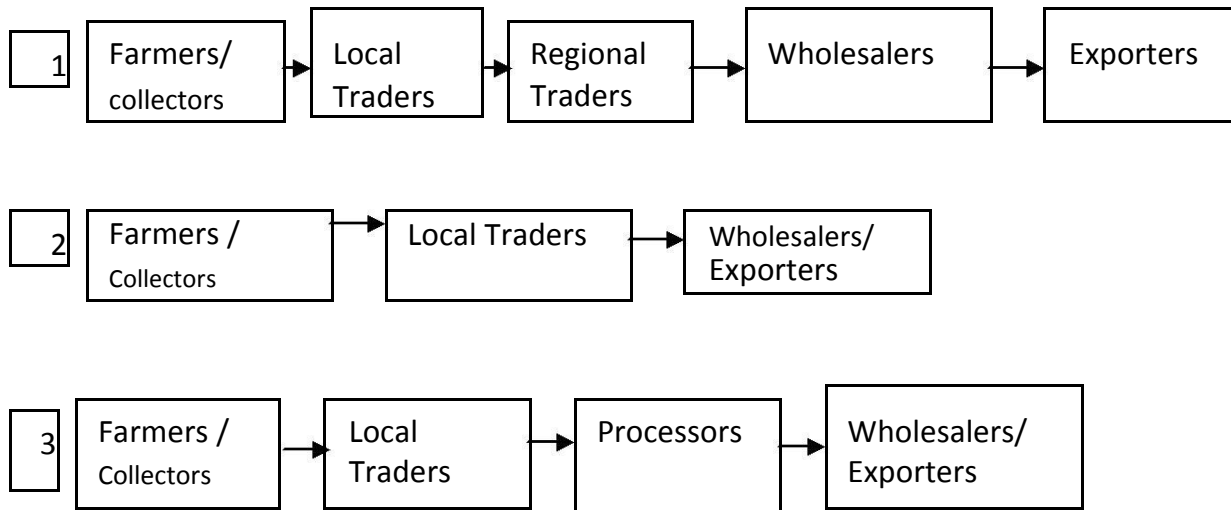 1
Farmers/
collectors
Local
Traders
Regional
Traders
Wholesalers
Exporters
2
Farmers /
Collectors
Local Traders
Wholesalers/
Exporters
3
Farmers /
Collectors
Local
Traders
Processors
Wholesalers/
Exporters